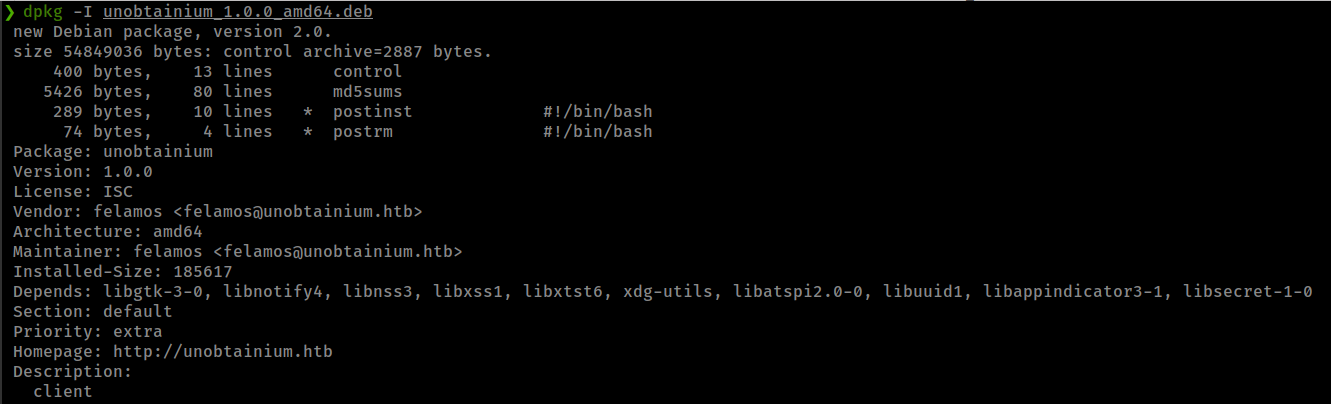 ❯ dpkg -I unobtainium_1.0.0_amd64.deb
new Debian package, version 2.0.
size 54849036 bytes: control archive=2887 bytes.
    400 bytes,    13 lines      control
   5426 bytes,    80 lines      md5sums
    289 bytes,    10 lines   *  postinst             #!/bin/bash
     74 bytes,     4 lines   *  postrm               #!/bin/bash
Package: unobtainium
Version: 1.0.0
License: ISC
Vendor: felamos <felamos@unobtainium.htb>
Architecture: amd64
Maintainer: felamos <felamos@unobtainium.htb>
Installed-Size: 185617
Depends: libgtk-3-0, libnotify4, libnss3, libxss1, libxtst6, xdg-utils, libatspi2.0-0, libuuid1, libappindicator3-1, libsecret-1-0
Section: default
Priority: extra
Homepage: http://unobtainium.htb
Description:
  client